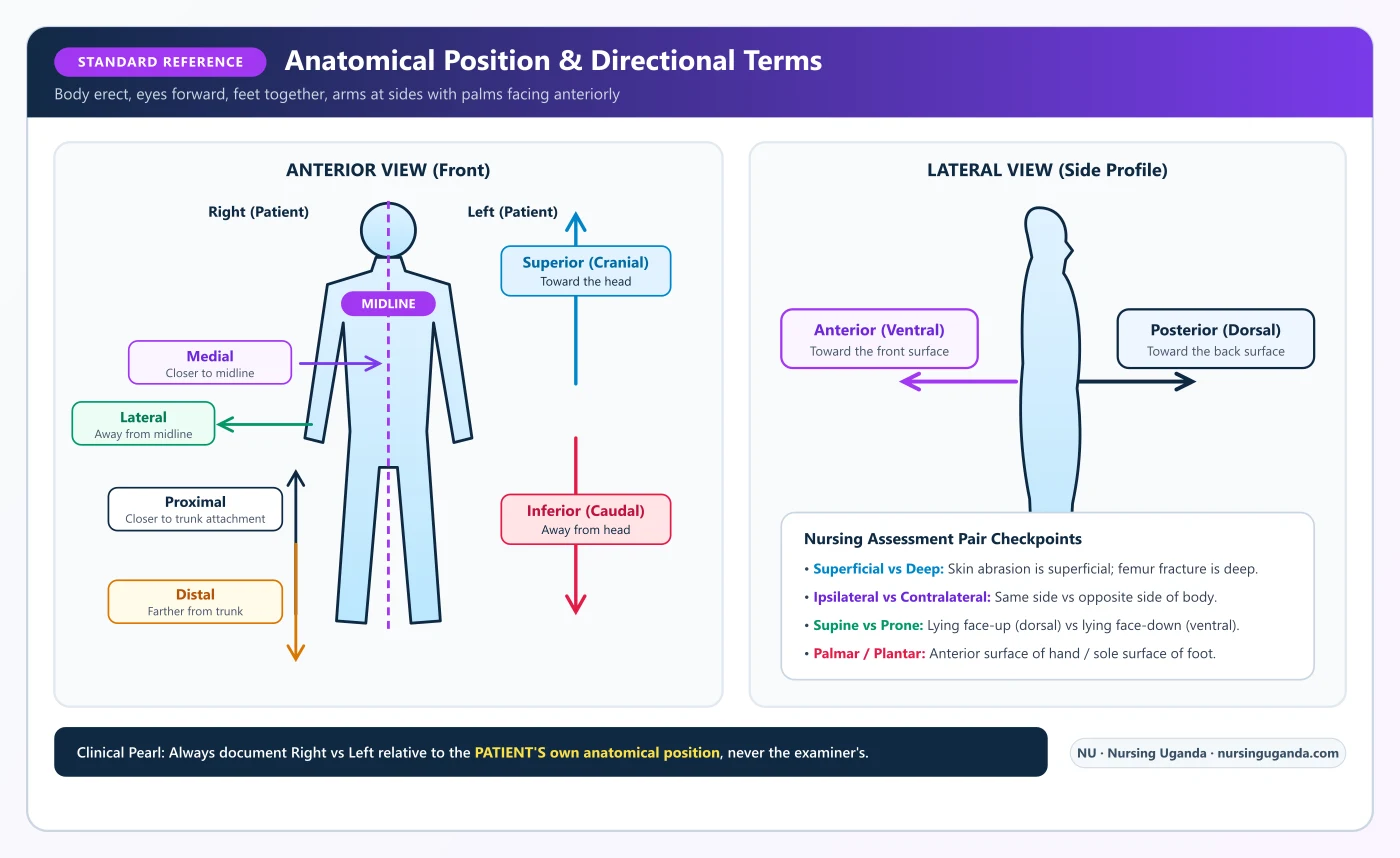 STANDARD REFERENCE
Anatomical Position & Directional Terms
Body erect, eyes forward, feet together, arms at sides with palms facing anteriorly
ANTERIOR VIEW (Front)
Right (Patient)
Left (Patient)
Superior (Cranial)
Toward the head
MIDLINE
Medial
Closer to midline
Lateral
Away from midline
Proximal
Closer to trunk attachment
Inferior (Caudal)
Away from head
Distal
Farther from trunk
LATERAL VIEW (Side Profile)
Anterior (Ventral)
Toward the front surface
Posterior (Dorsal)
Toward the back surface
Nursing Assessment Pair Checkpoints
• Superficial vs Deep: Skin abrasion is superficial; femur fracture is deep.
• Ipsilateral vs Contralateral: Same side vs opposite side of body.
• Supine vs Prone: Lying face-up (dorsal) vs lying face-down (ventral).
• Palmar / Plantar: Anterior surface of hand / sole surface of foot.
Clinical Pearl: Always document Right vs Left relative to the PATIENT'S own anatomical position, never the examiner's.
NU · Nursing Uganda · nursinguganda.com